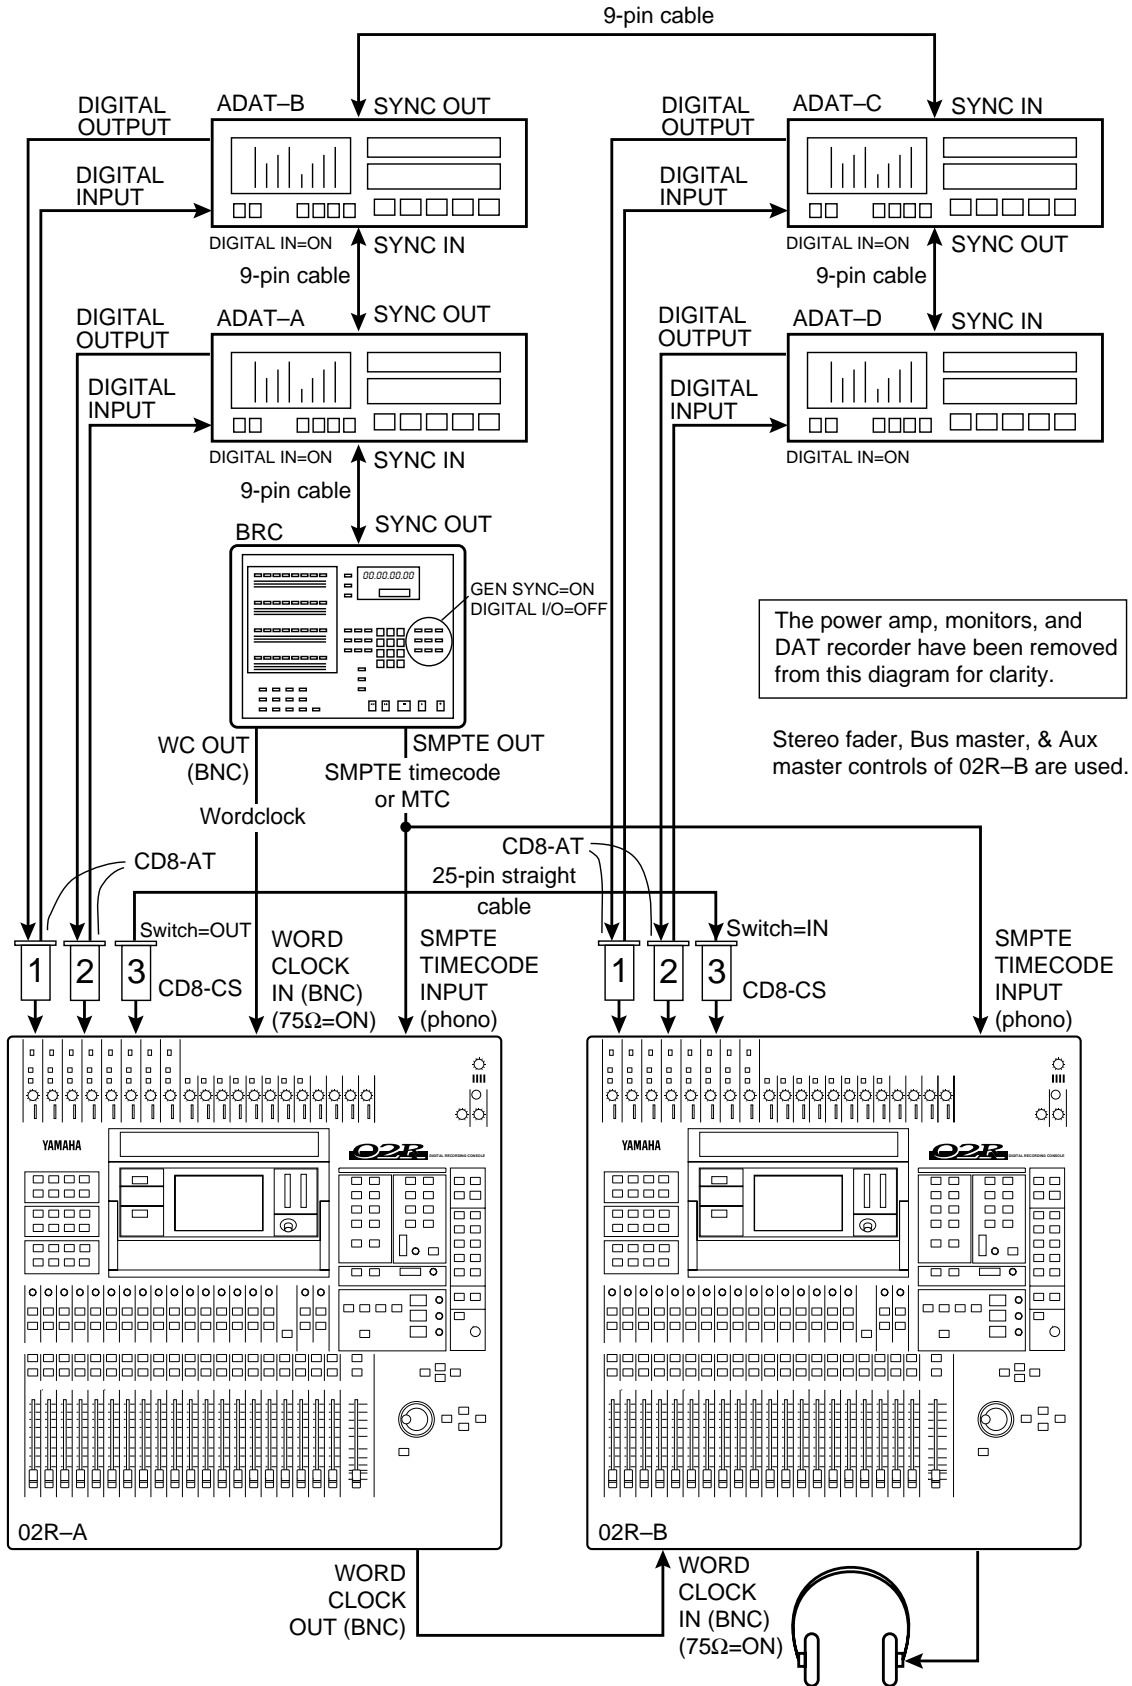 9-pin cable
DIGITAL
OUTPUT
ADAT–B
SYNC OUT
DIGITAL
OUTPUT
ADAT–C
SYNC IN
DIGITAL
INPUT
DIGITAL
INPUT
DIGITAL IN=ON
SYNC IN
DIGITAL IN=ON
SYNC OUT
9-pin cable
9-pin cable
DIGITAL
OUTPUT
ADAT–A
SYNC OUT
DIGITAL
OUTPUT
ADAT–D
SYNC IN
DIGITAL
INPUT
DIGITAL
INPUT
DIGITAL IN=ON
SYNC IN
DIGITAL IN=ON
9-pin cable
SYNC OUT
BRC
00.00.00.00
GEN SYNC=ON
DIGITAL I/O=OFF
The power amp, monitors, and
DAT recorder have been removed
from this diagram for clarity.
Stereo fader, Bus master, & Aux
master controls of 02R–B are used.
WC OUT
(BNC)
SMPTE OUT
SMPTE timecode
or MTC
Wordclock
CD8-AT
CD8-AT
25-pin straight
cable
Switch=OUT
Switch=IN
1
2
3
CD8-CS
WORD
CLOCK
IN (BNC)
(75Ω=ON)
SMPTE
TIMECODE
INPUT
(phono)
1
2
3
CD8-CS
SMPTE
TIMECODE
INPUT
(phono)
YAMAHA
02R
DIGITAL RECORDING CONSOLE
YAMAHA
02R
DIGITAL RECORDING CONSOLE
02R–A
02R–B
WORD
CLOCK
OUT (BNC)
WORD
CLOCK
IN (BNC)
(75Ω=ON)